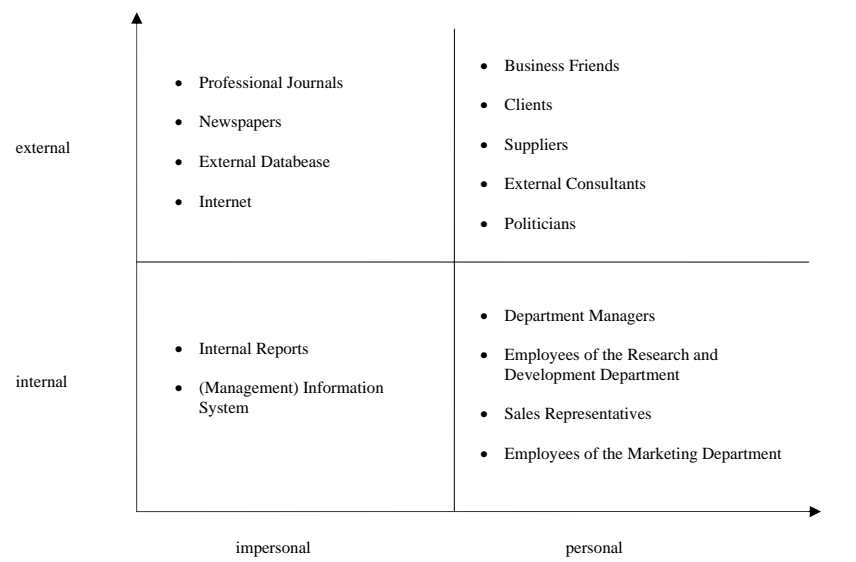 external
• Professional Journals
• Newspapers
• External Databease
• Internet
• Business Friends
• Clients
• Suppliers
• External Consultants
• Politicians
internal
• Internal Reports
• (Management) Information
System
• Department Managers
• Employees of the Research and
Development Department
• Sales Representatives
• Employees of the Marketing Department
impersonal
personal